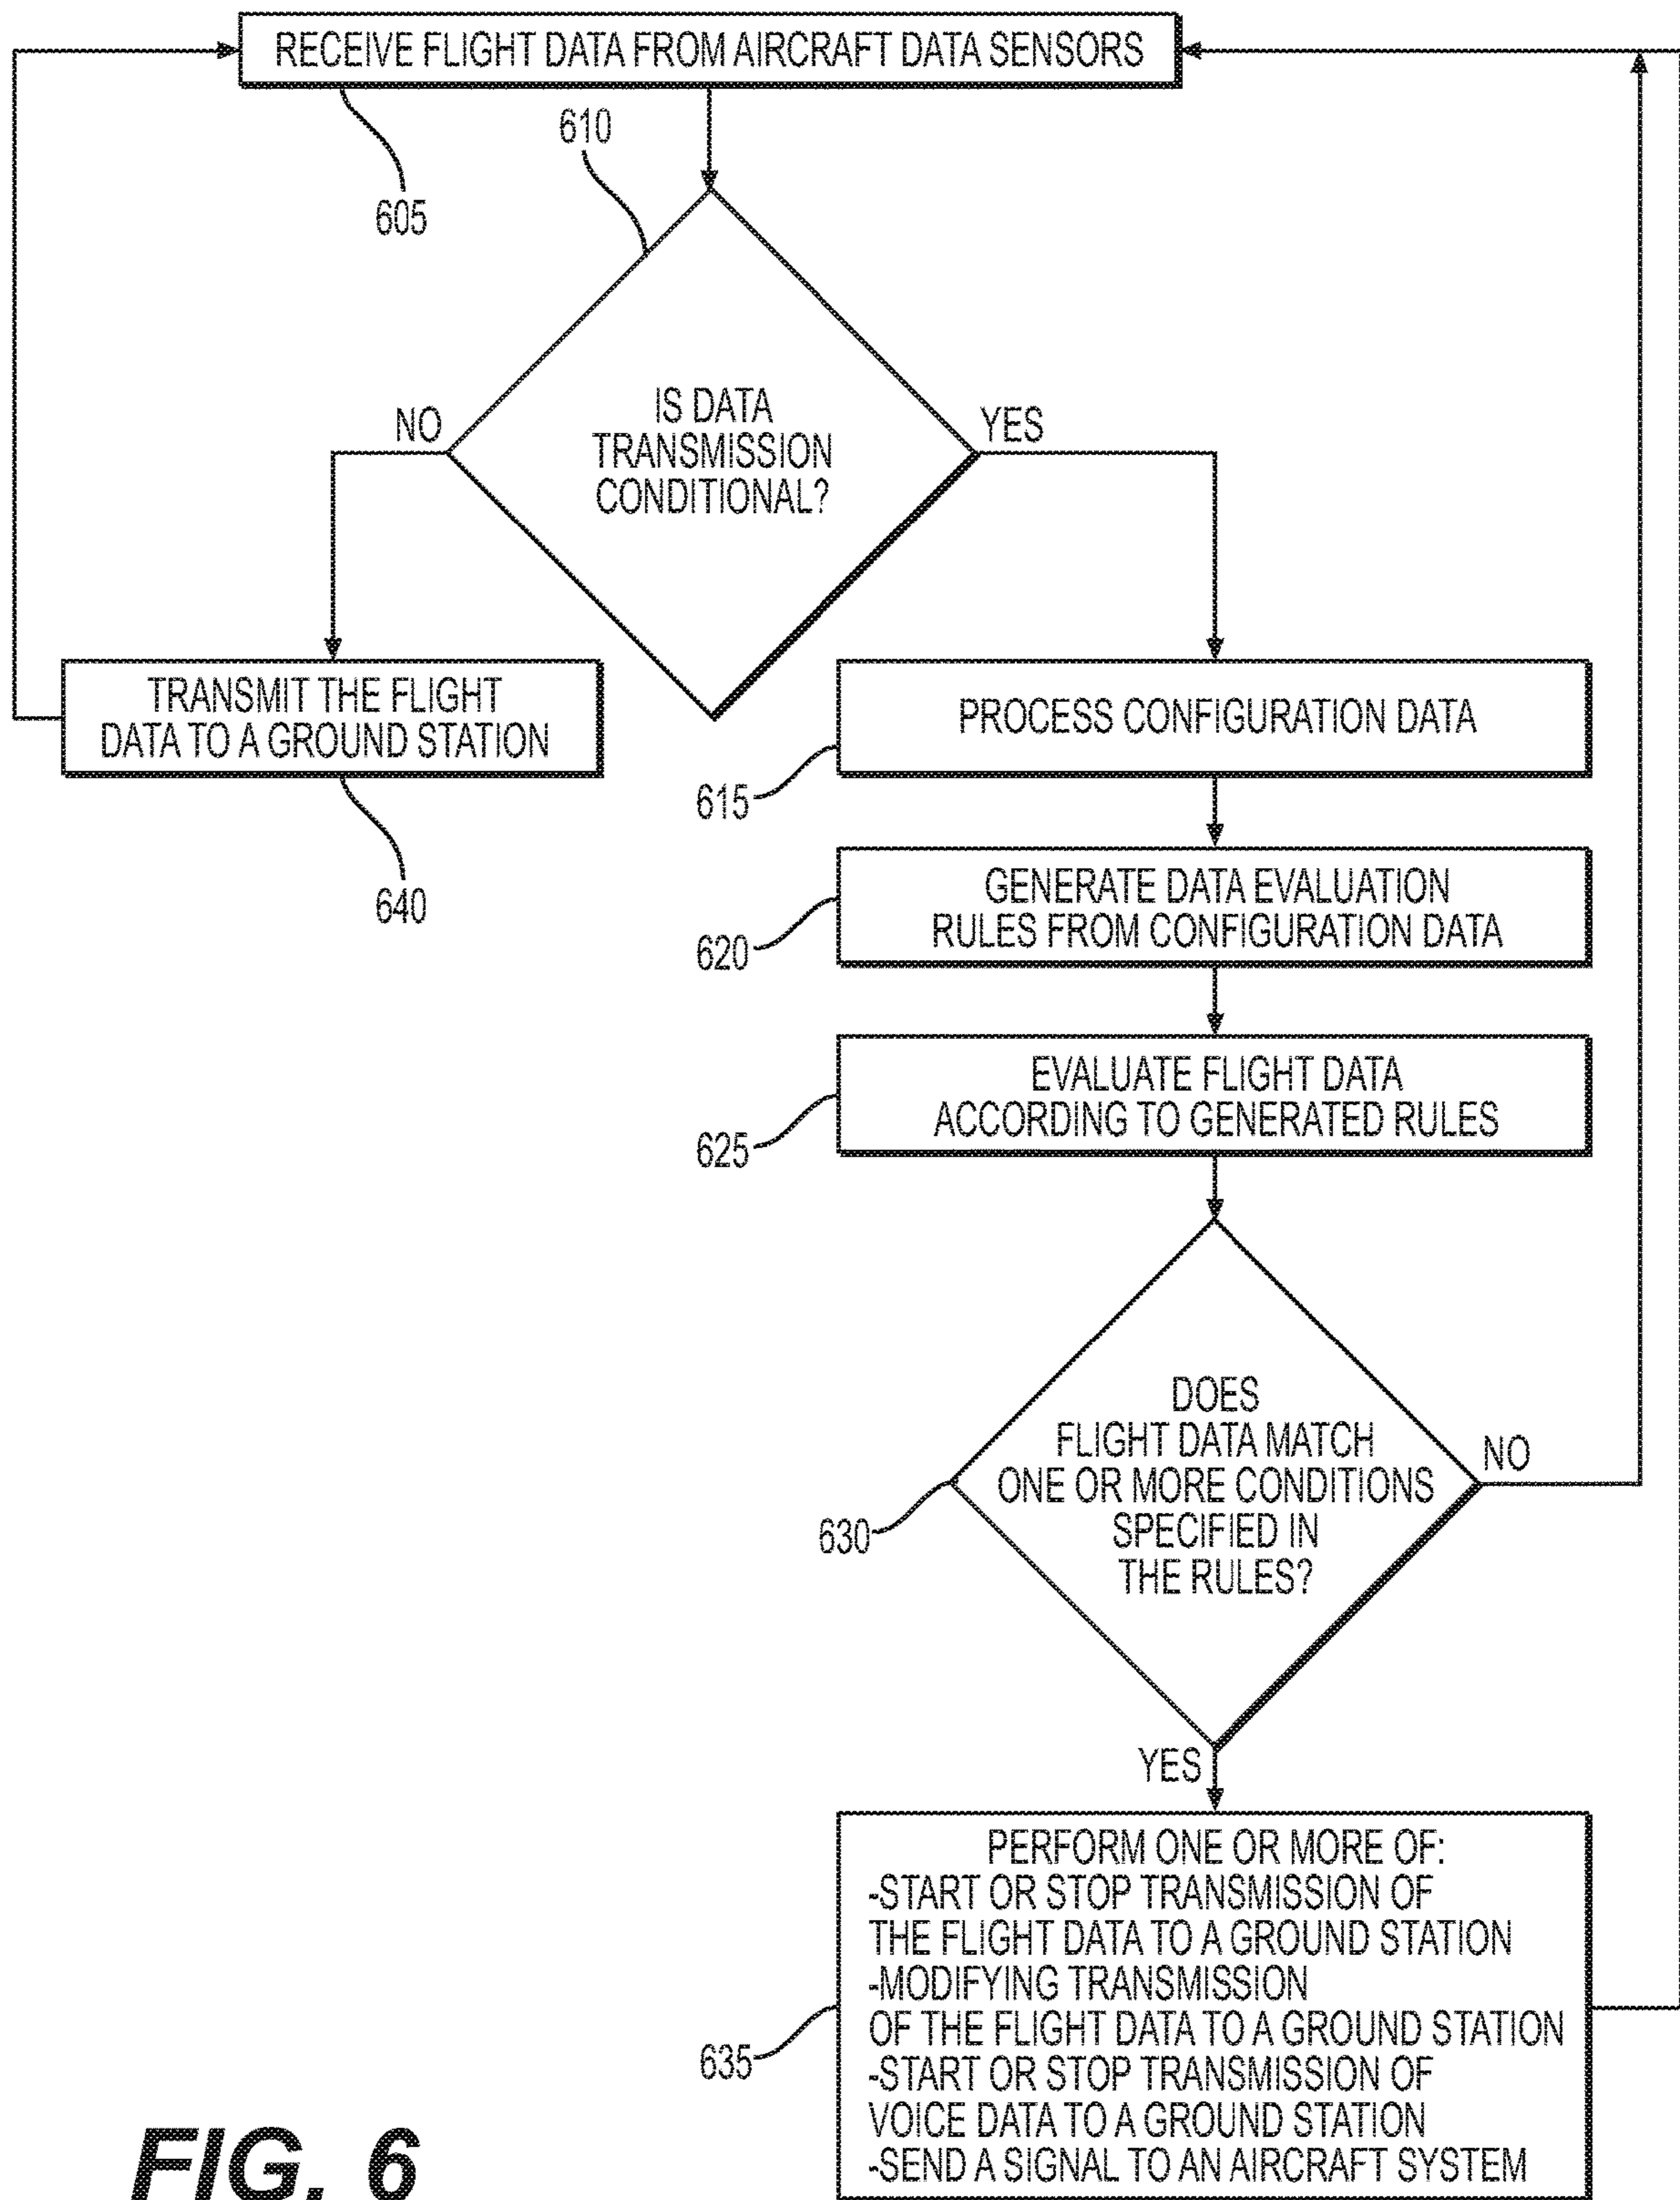 RECEIVE FLIGHT DATA FROM AIRCRAFT DATA SENSORS
610
605
IS DATA
TRANSMISSION
CONDITIONAL?
NO
YES
TRANSMIT THE FLIGHT
DATA TO A GROUND STATION
640
PROCESS CONFIGURATION DATA
615
GENERATE DATA EVALUATION
RULES FROM CONFIGURATION DATA
620
EVALUATE FLIGHT DATA
ACCORDING TO GENERATED RULES
625
DOES
FLIGHT DATA MATCH
ONE OR MORE CONDITIONS
SPECIFIED IN
THE RULES?
630
NO
YES
PERFORM ONE OR MORE OF:
-START OR STOP TRANSMISSION OF
THE FLIGHT DATA TO A GROUND STATION
-MODIFYING TRANSMISSION
OF THE FLIGHT DATA TO A GROUND STATION
-START OR STOP TRANSMISSION OF
VOICE DATA TO A GROUND STATION
-SEND A SIGNAL TO AN AIRCRAFT SYSTEM
635
FIG. 6